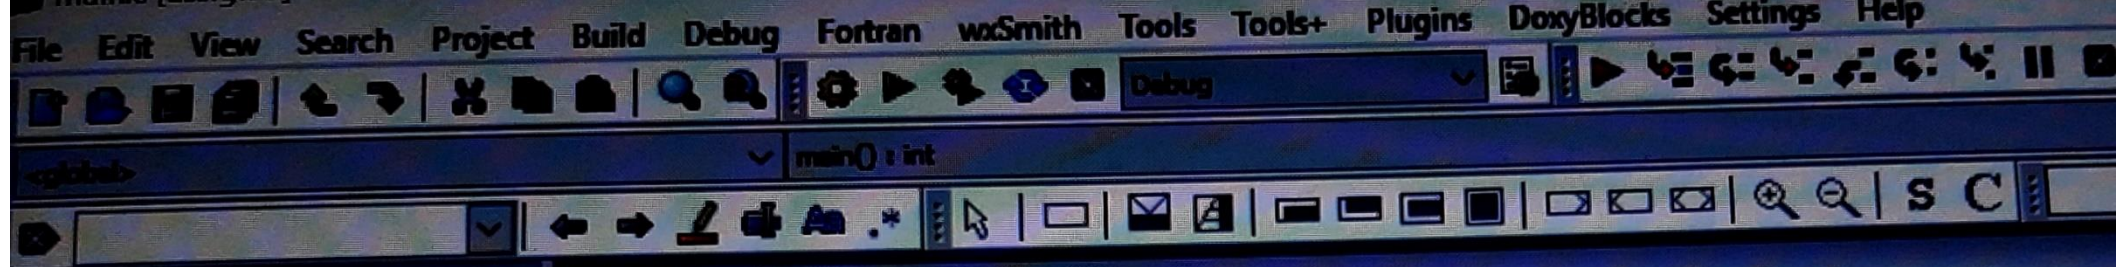 File Edit View Search Project Build Debug Fortran wxSmith Tools Tools+ Plugins DoxyBlocks Settings Help
Debug
<global> main() : int
.* S C